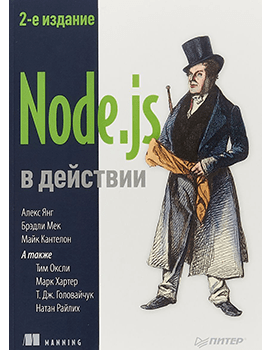 2-е издание
Node.js
в действии
Алекс Янг
Брэдли Мек
Майк Кантелон
А также
Тим Оксли
Марк Хартер
Т. Дж. Головайчук
Натан Райлих
MANNING
ПИТЕР